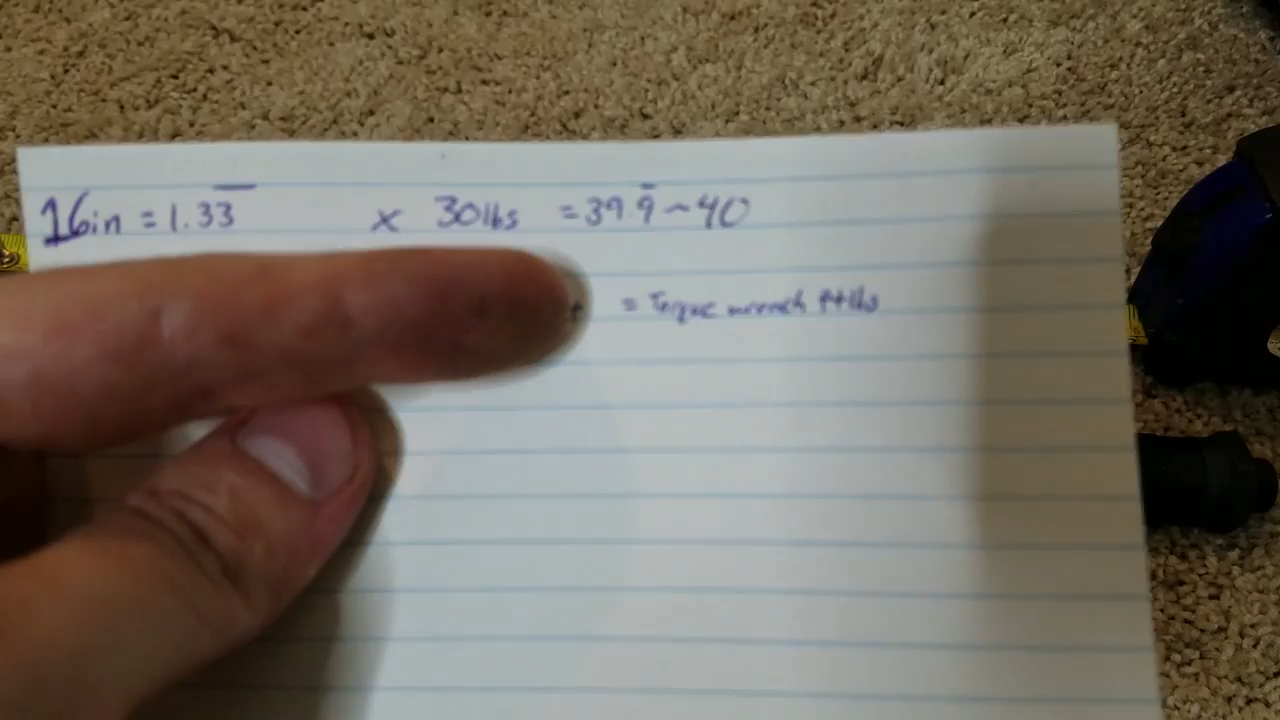 16in = 1.33̅ x 30lbs = 39.9̅ ~ 40
= Torque wrench ft lbs